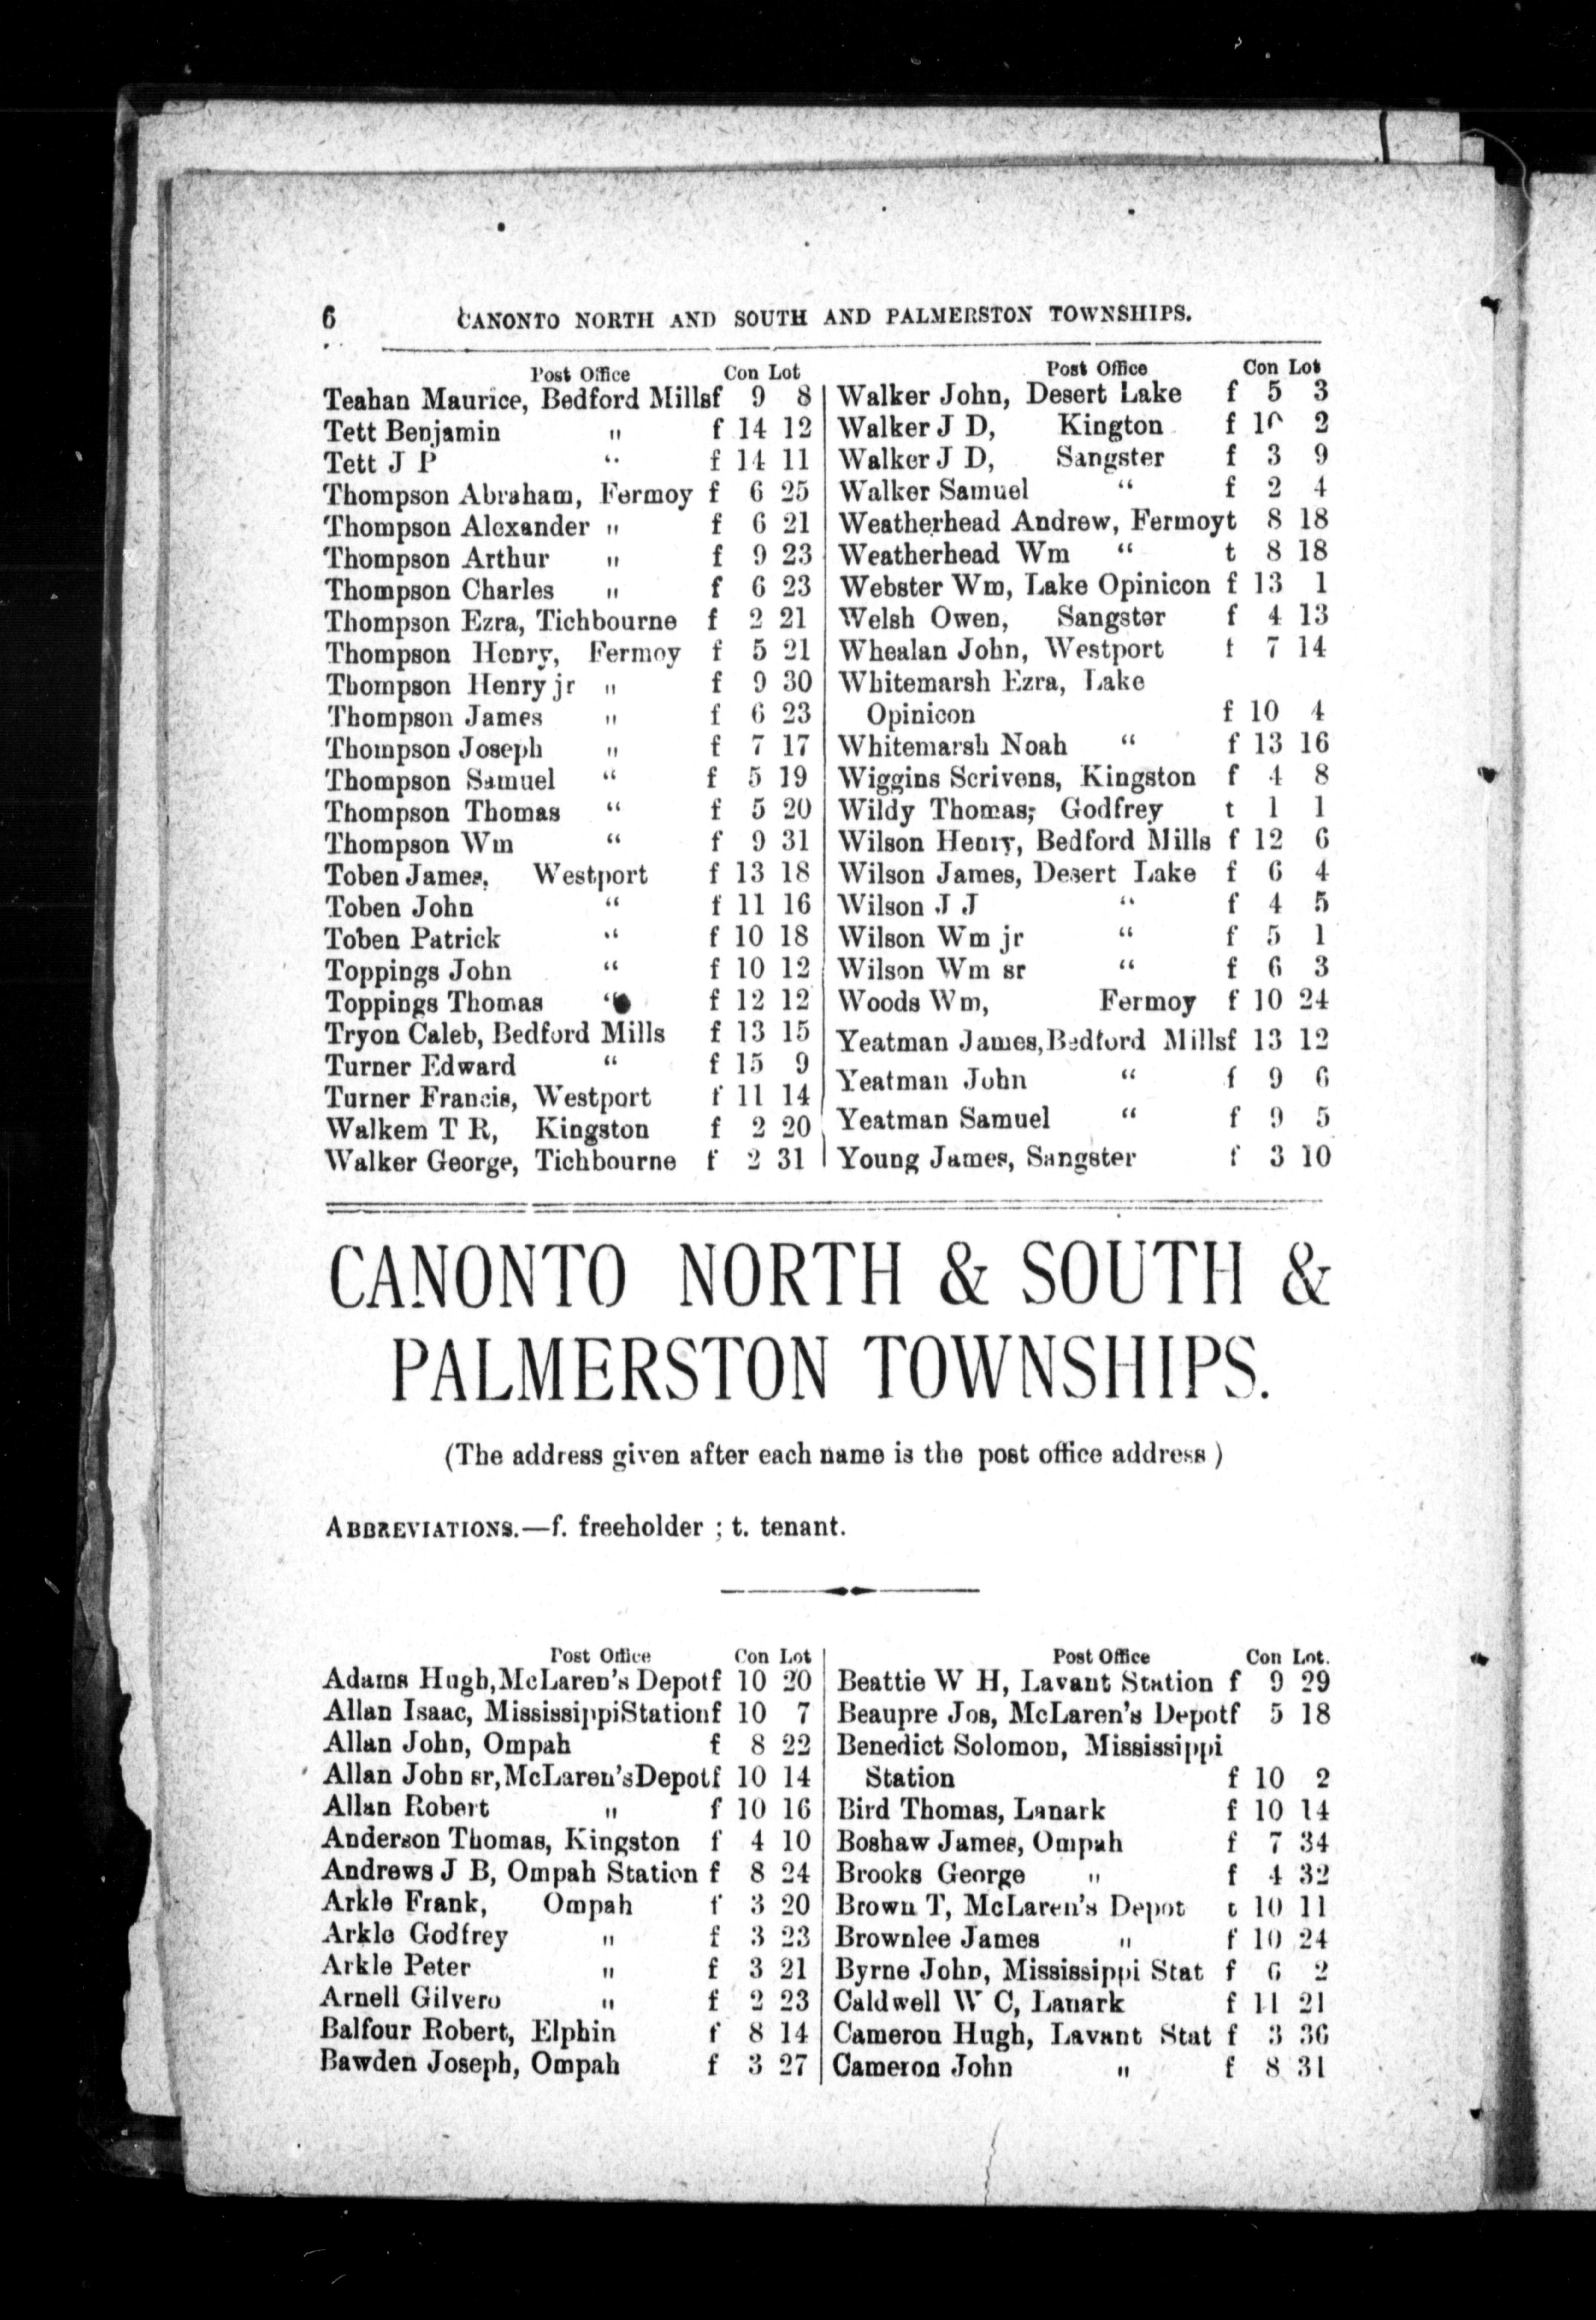 6 CANONTO NORTH AND SOUTH AND PALMERSTON TOWNSHIPS.
Post Office Con Lot
Teahan Maurice, Bedford Millsf 9 8
Tett Benjamin " f 14 12
Tett J P " f 14 11
Thompson Abraham, Fermoy f 6 25
Thompson Alexander " f 6 21
Thompson Arthur " f 9 23
Thompson Charles " f 6 23
Thompson Ezra, Tichbourne f 2 21
Thompson Henry, Fermoy f 5 21
Thompson Henry jr " f 9 30
Thompson James " f 6 23
Thompson Joseph " f 7 17
Thompson Samuel “ f 5 19
Thompson Thomas “ f 5 20
Thompson Wm “ f 9 31
Toben James, Westport f 13 18
Toben John “ f 11 16
Toben Patrick “ f 10 18
Toppings John “ f 10 12
Toppings Thomas “ f 12 12
Tryon Caleb, Bedford Mills f 13 15
Turner Edward “ f 15 9
Turner Francis, Westport f 11 14
Walkem T R, Kingston f 2 20
Walker George, Tichbourne f 2 31
Post Office Con Lot
Walker John, Desert Lake f 5 3
Walker J D, Kington f 2
Walker J D, Sangster f 3 9
Walker Samuel “ f 2 4
Weatherhead Andrew, Fermoyt 8 18
Weatherhead Wm “ t 8 18
Webster Wm, Lake Opinicon f 13 1
Welsh Owen, Sangster f 4 13
Whealan John, Westport t 7 14
Whitemarsh Ezra, Lake
Opinicon f 10 4
Whitemarsh Noah “ f 13 16
Wiggins Scrivens, Kingston f 4 8
Wildy Thomas, Godfrey t 1 1
Wilson Henry, Bedford Mills f 12 6
Wilson James, Desert Lake f 6 4
Wilson J J “ f 4 5
Wilson Wm jr “ f 5 1
Wilson Wm sr “ f 6 3
Woods Wm, Fermoy f 10 24
Yeatman James, Bedford Millsf 13 12
Yeatman John “ f 9 6
Yeatman Samuel “ f 9 5
Young James, Sangster f 3 10
CANONTO NORTH & SOUTH &
PALMERSTON TOWNSHIPS.
(The address given after each name is the post office address)
ABBREVIATIONS.—f. freeholder ; t. tenant.
Post Office Con Lot
Adams Hugh, McLaren's Depotf 10 20
Allan Isaac, Mississippi Stationf 10 7
Allan John, Ompah f 8 22
Allan John sr, McLaren's Depotf 10 14
Allan Robert " f 10 16
Anderson Thomas, Kingston f 4 10
Andrews J B, Ompah Station f 8 24
Arkle Frank, Ompah f 3 20
Arkle Godfrey " f 3 23
Arkle Peter " f 3 21
Arnell Gilvero " f 2 23
Balfour Robert, Elphin f 8 14
Bawden Joseph, Ompah f 3 27
Post Office Con Lot.
Beattie W H, Lavant Station f 9 29
Beaupre Jos, McLaren's Depotf 5 18
Benedict Solomon, Mississippi
Station f 10 2
Bird Thomas, Lanark f 10 14
Boshaw James, Ompah f 7 34
Brooks George " f 4 32
Brown T, McLaren's Depot t 10 11
Brownlee James " f 10 24
Byrne John, Mississippi Stat f 6 2
Caldwell W C, Lanark f 11 21
Cameron Hugh, Lavant Stat f 3 36
Cameron John " f 8 31